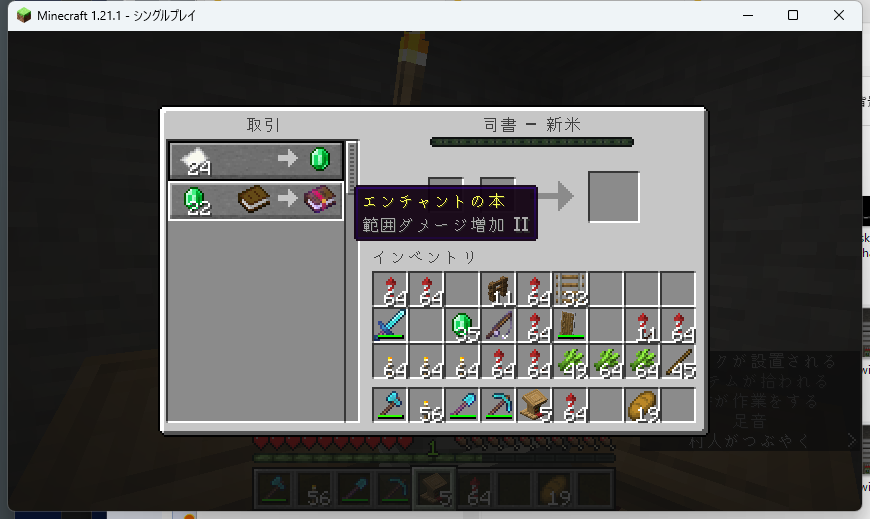 Minecraft 1.21.1 - シングルプレイ
取引
司書 - 新米
24
22
エンチャントの本
範囲ダメージ増加 II
インベントリ
64 64 11 64 32
35 64 11 64
64 64 64 64 64 49 64 64 45
56 5 64 19
クが設置される
テムが拾われる
が作業をする
足音
村人がつぶやく >
1
56 5 64 19